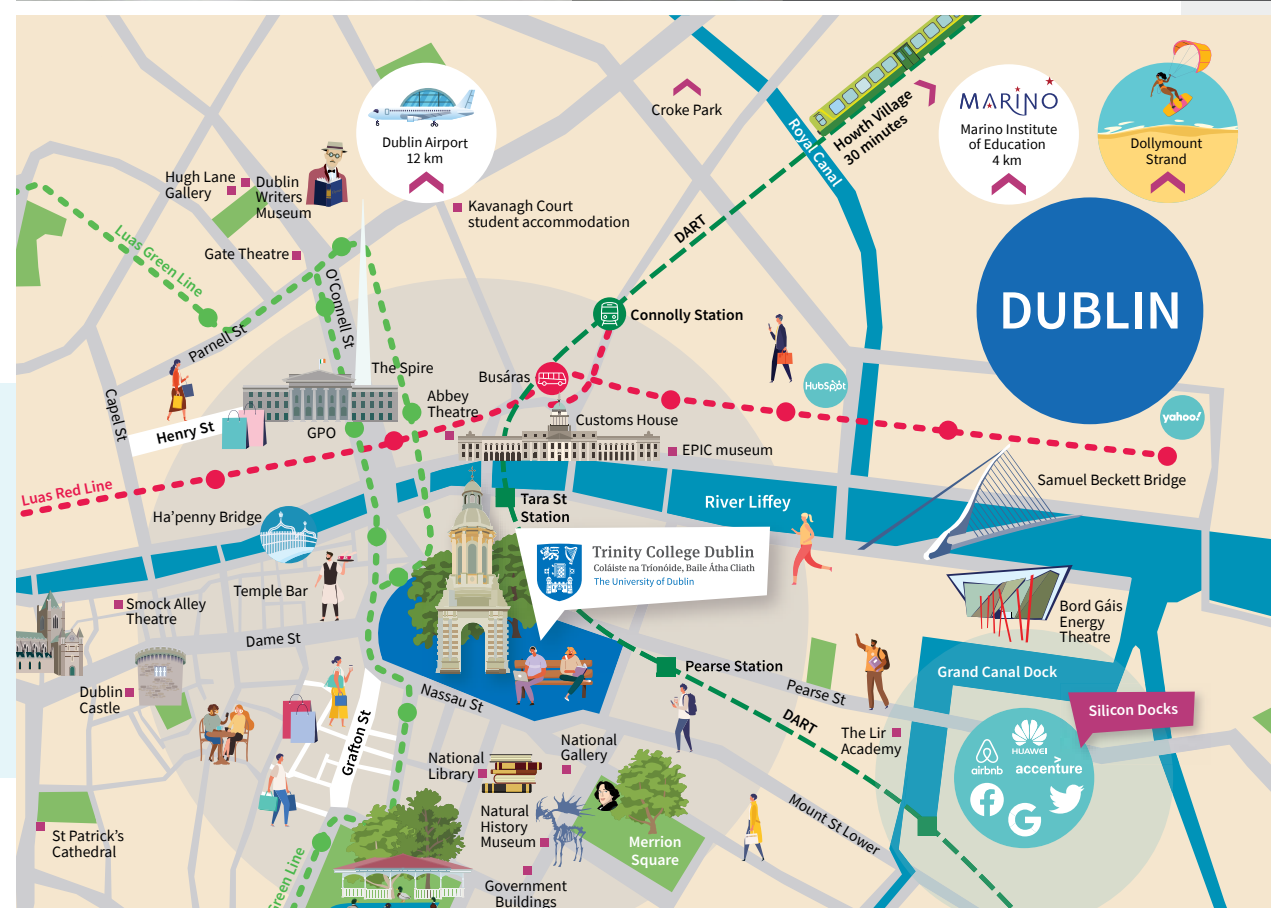 Croke Park
Royal Canal
Howth Village
30 minutes
MARINO
Marino Institute
of Education
4 km
Dollymount
Strand
Dublin Airport
12 km
Hugh Lane
Gallery
Dublin
Writers
Museum
Kavanagh Court
student accommodation
Luas Green Line
Gate Theatre
O'Connell St
DART
DUBLIN
Parnell St
Connolly Station
The Spire
Busáras
HubSpot
Capel St
Henry St
GPO
Abbey
Theatre
Customs House
EPIC museum
yahoo!
Luas Red Line
Samuel Beckett Bridge
Ha'penny Bridge
Tara St
Station
River Liffey
Trinity College Dublin
Coláiste na Tríonóide, Baile Átha Cliath
The University of Dublin
Temple Bar
Smock Alley
Theatre
Bord Gáis
Energy
Theatre
Dame St
Pearse Station
Grand Canal Dock
Dublin
Castle
Nassau St
Pearse St
Silicon Docks
Grafton St
DART
The Lir
Academy
HUAWEI
airbnb
accenture
G
National
Library
National
Gallery
Natural
History
Museum
Merrion
Square
Mount St Lower
St Patrick's
Cathedral
Green Line
Government
Buildings